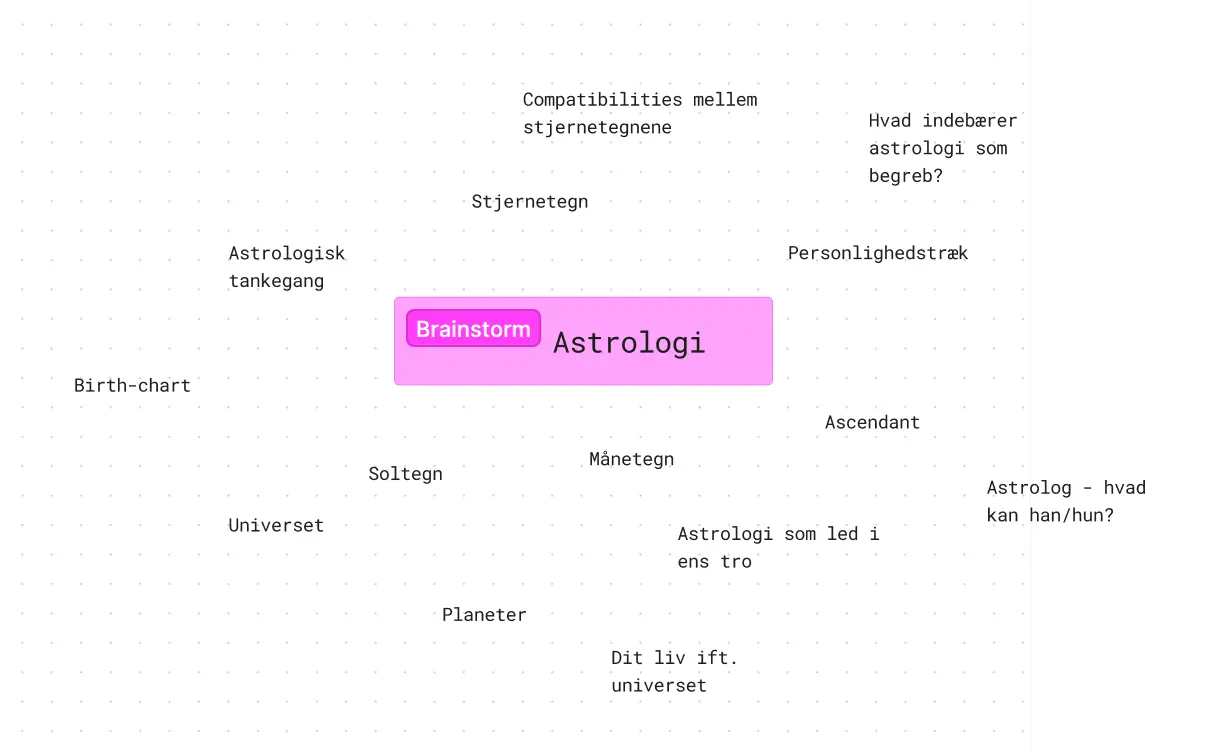 Compatibilities mellem
stjernetegnene
Hvad indebærer
astrologi som
begreb?
Stjernetegn
Astrologisk
tankegang
Personlighedstræk
Brainstorm
Astrologi
Birth-chart
Ascendant
Månetegn
Soltegn
Astrolog - hvad
kan han/hun?
Universet
Astrologi som led i
ens tro
Planeter
Dit liv ift.
universet